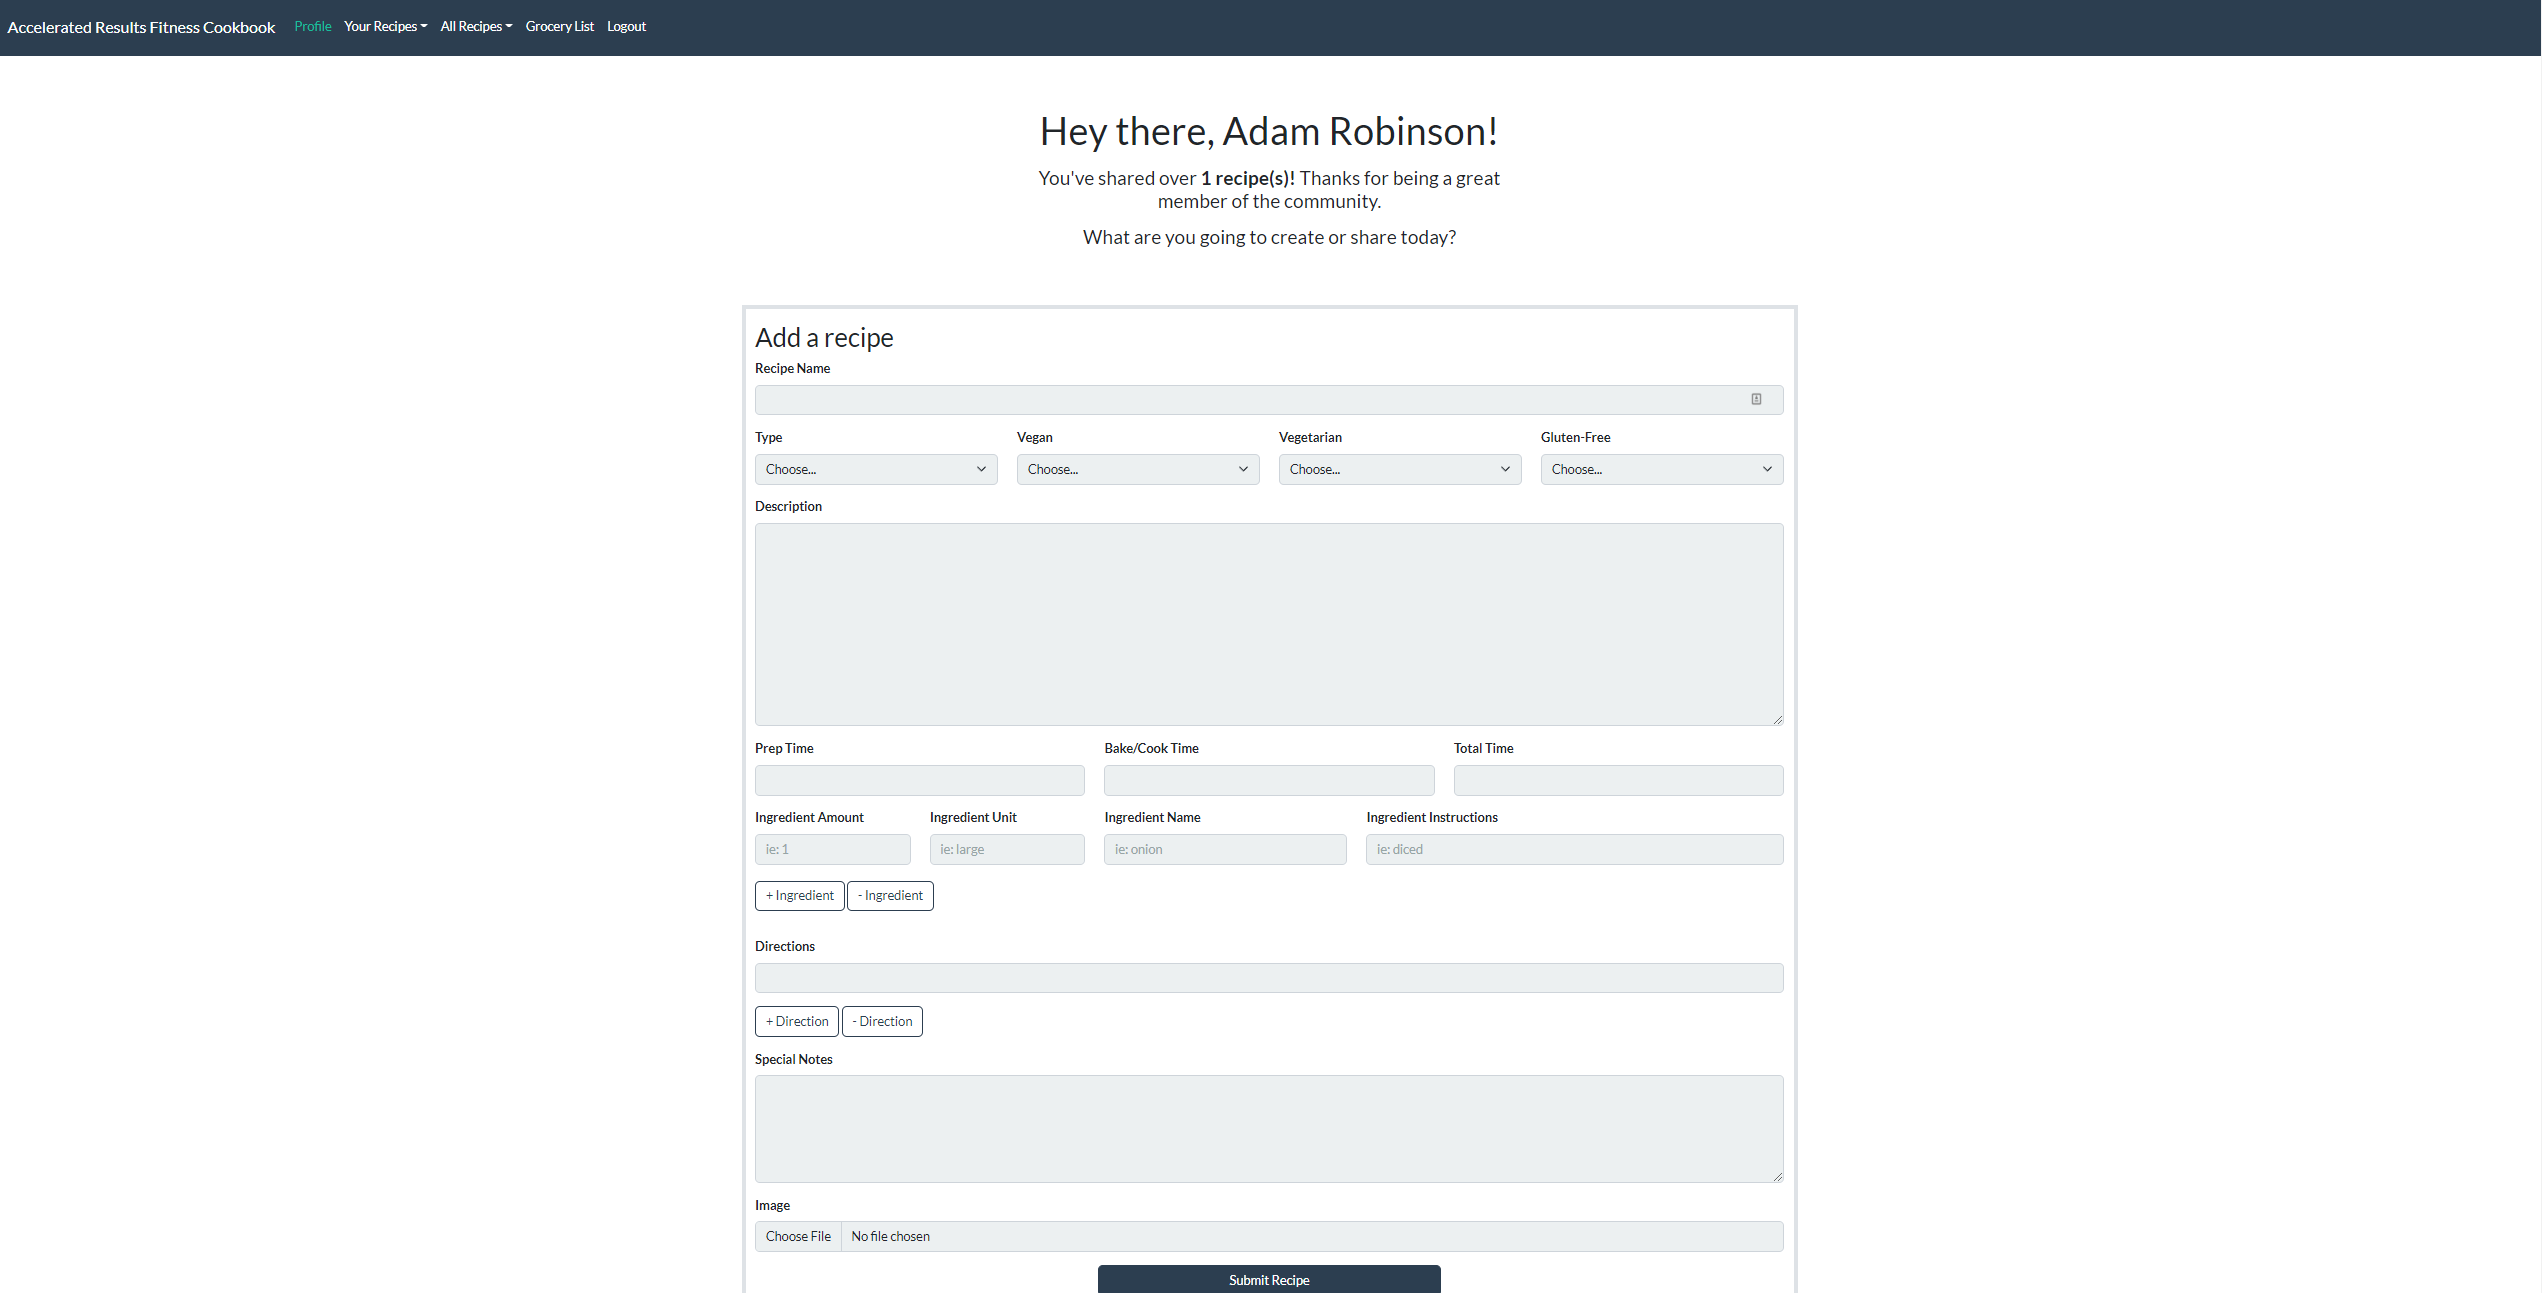 Accelerated Results Fitness Cookbook Profile Your Recipes All Recipes Grocery List Logout
Hey there, Adam Robinson!
You've shared over 1 recipe(s)! Thanks for being a great
member of the community.
What are you going to create or share today?
Add a recipe
Recipe Name
Type Vegan Vegetarian Gluten-Free
Choose... Choose... Choose... Choose...
Description
Prep Time Bake/Cook Time Total Time
Ingredient Amount Ingredient Unit Ingredient Name Ingredient Instructions
ie: 1 ie: large ie: onion ie: diced
+ Ingredient - Ingredient
Directions
+ Direction - Direction
Special Notes
Image
Choose File No file chosen
Submit Recipe